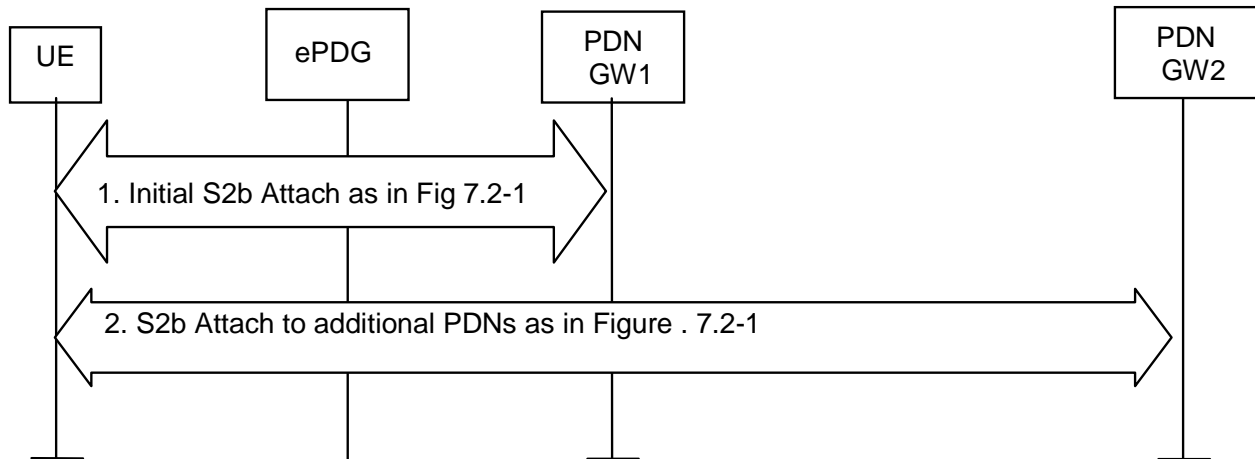 UE
ePDG
PDN
GW1
PDN
GW2
1. Initial S2b Attach as in Fig 7.2-1
2. S2b Attach to additional PDNs as in Figure . 7.2-1